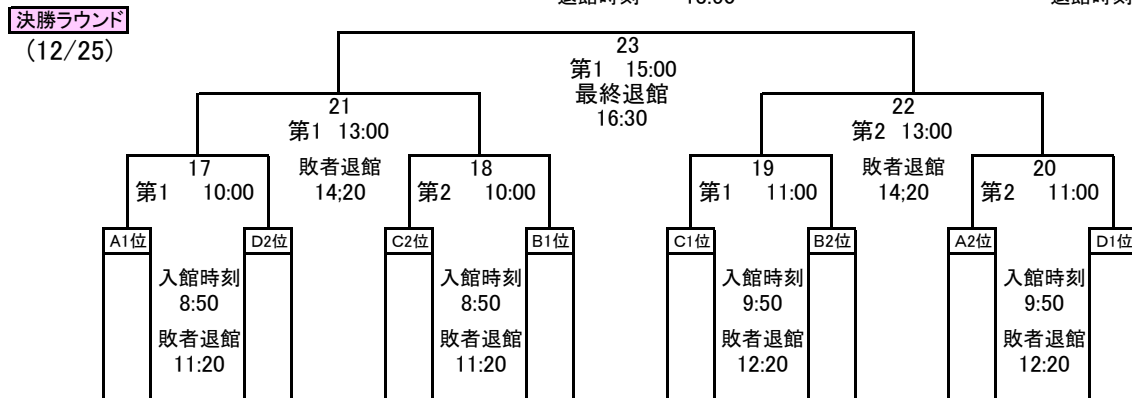 決勝ラウンド
(12/25)
23
第1 15:00
最終退館
16:30
21
第1 13:00
敗者退館
14;20
22
第2 13:00
敗者退館
14;20
17
第1 10:00
18
第2 10:00
19
第1 11:00
20
第2 11:00
A1位
D2位
C2位
B1位
C1位
B2位
A2位
D1位
入館時刻
8:50
敗者退館
11:20
入館時刻
8:50
敗者退館
11:20
入館時刻
9:50
敗者退館
12:20
入館時刻
9:50
敗者退館
12:20